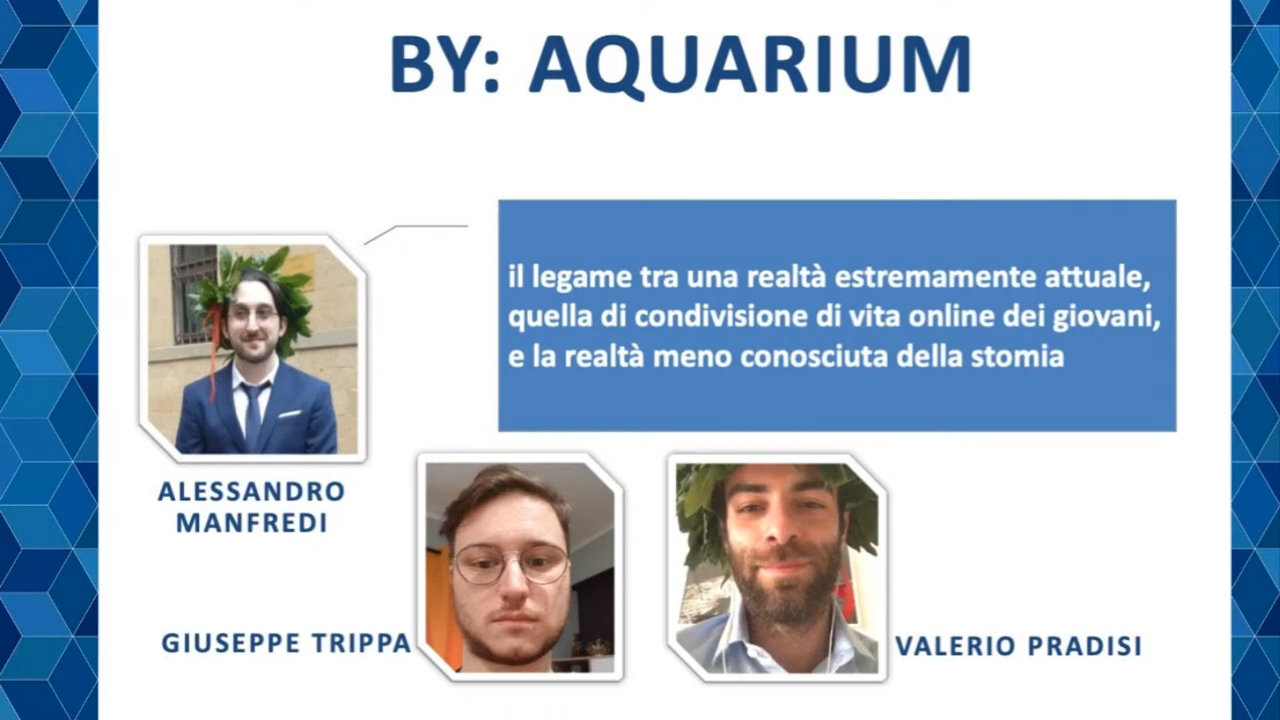 BY: AQUARIUM
il legame tra una realtà estremamente attuale,
quella di condivisione di vita online dei giovani,
e la realtà meno conosciuta della stomia
ALESSANDRO
MANFREDI
GIUSEPPE TRIPPA
VALERIO PRADISI